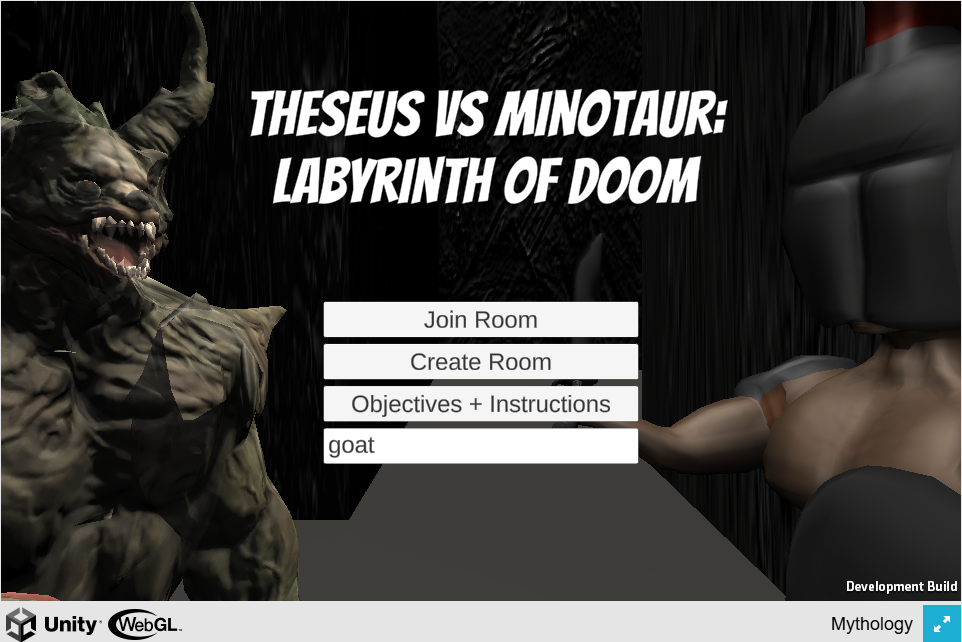 THESEUS VS MINOTAUR:
LABYRINTH OF DOOM
Join Room
Create Room
Objectives + Instructions
goat
Development Build
Unity WebGL
Mythology